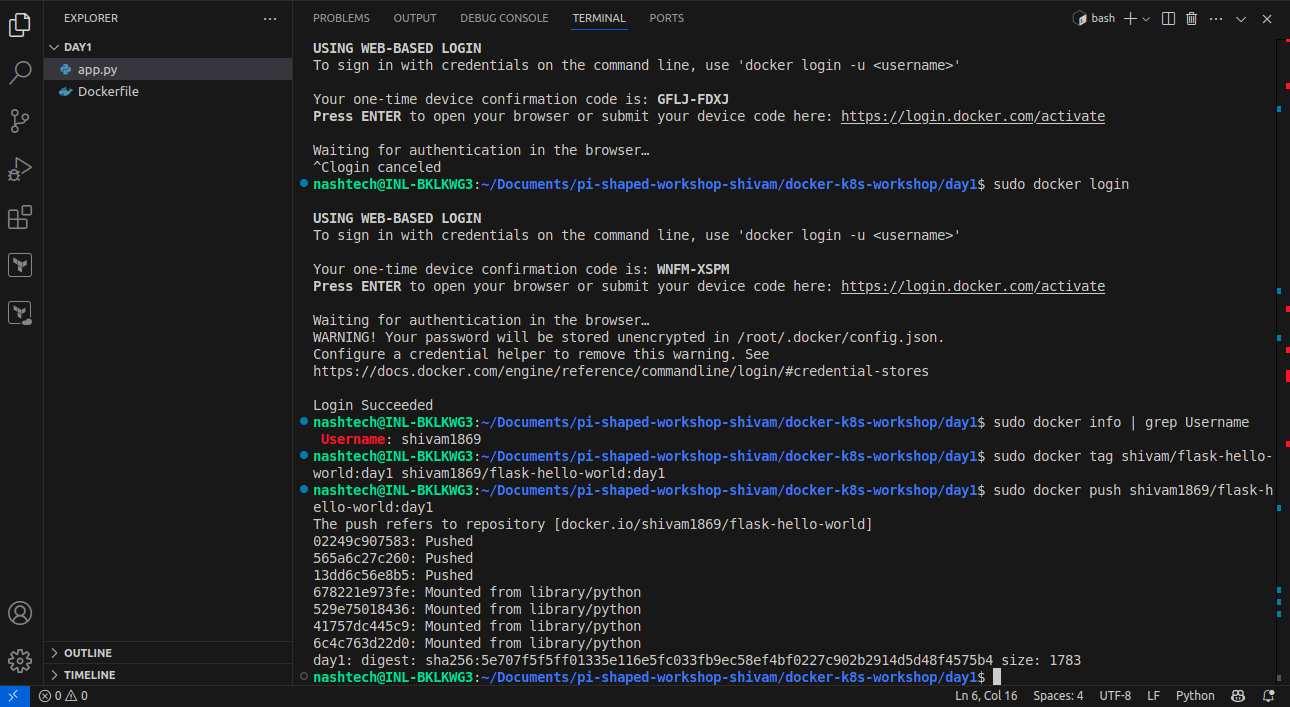 EXPLORER
DAY1
app.py
Dockerfile
OUTLINE
TIMELINE
PROBLEMS OUTPUT DEBUG CONSOLE TERMINAL PORTS
bash
USING WEB-BASED LOGIN
To sign in with credentials on the command line, use 'docker login -u <username>'
Your one-time device confirmation code is: GFLJ-FDXJ
Press ENTER to open your browser or submit your device code here: https://login.docker.com/activate
Waiting for authentication in the browser…
^Clogin canceled
nashtech@INL-BKLKWG3:~/Documents/pi-shaped-workshop-shivam/docker-k8s-workshop/day1$ sudo docker login
USING WEB-BASED LOGIN
To sign in with credentials on the command line, use 'docker login -u <username>'
Your one-time device confirmation code is: WNFM-XSPM
Press ENTER to open your browser or submit your device code here: https://login.docker.com/activate
Waiting for authentication in the browser…
WARNING! Your password will be stored unencrypted in /root/.docker/config.json.
Configure a credential helper to remove this warning. See
https://docs.docker.com/engine/reference/commandline/login/#credential-stores
Login Succeeded
nashtech@INL-BKLKWG3:~/Documents/pi-shaped-workshop-shivam/docker-k8s-workshop/day1$ sudo docker info | grep Username
Username: shivam1869
nashtech@INL-BKLKWG3:~/Documents/pi-shaped-workshop-shivam/docker-k8s-workshop/day1$ sudo docker tag shivam/flask-hello-
world:day1 shivam1869/flask-hello-world:day1
nashtech@INL-BKLKWG3:~/Documents/pi-shaped-workshop-shivam/docker-k8s-workshop/day1$ sudo docker push shivam1869/flask-h
ello-world:day1
The push refers to repository [docker.io/shivam1869/flask-hello-world]
02249c907583: Pushed
565a6c27c260: Pushed
13dd6c56e8b5: Pushed
678221e973fe: Mounted from library/python
529e75018436: Mounted from library/python
41757dc445c9: Mounted from library/python
6c4c763d22d0: Mounted from library/python
day1: digest: sha256:5e707f5f5ff01335e116e5fc033fb9ec58ef4bf0227c902b2914d5d48f4575b4 size: 1783
nashtech@INL-BKLKWG3:~/Documents/pi-shaped-workshop-shivam/docker-k8s-workshop/day1$
0 0 Ln 6, Col 16 Spaces: 4 UTF-8 LF Python